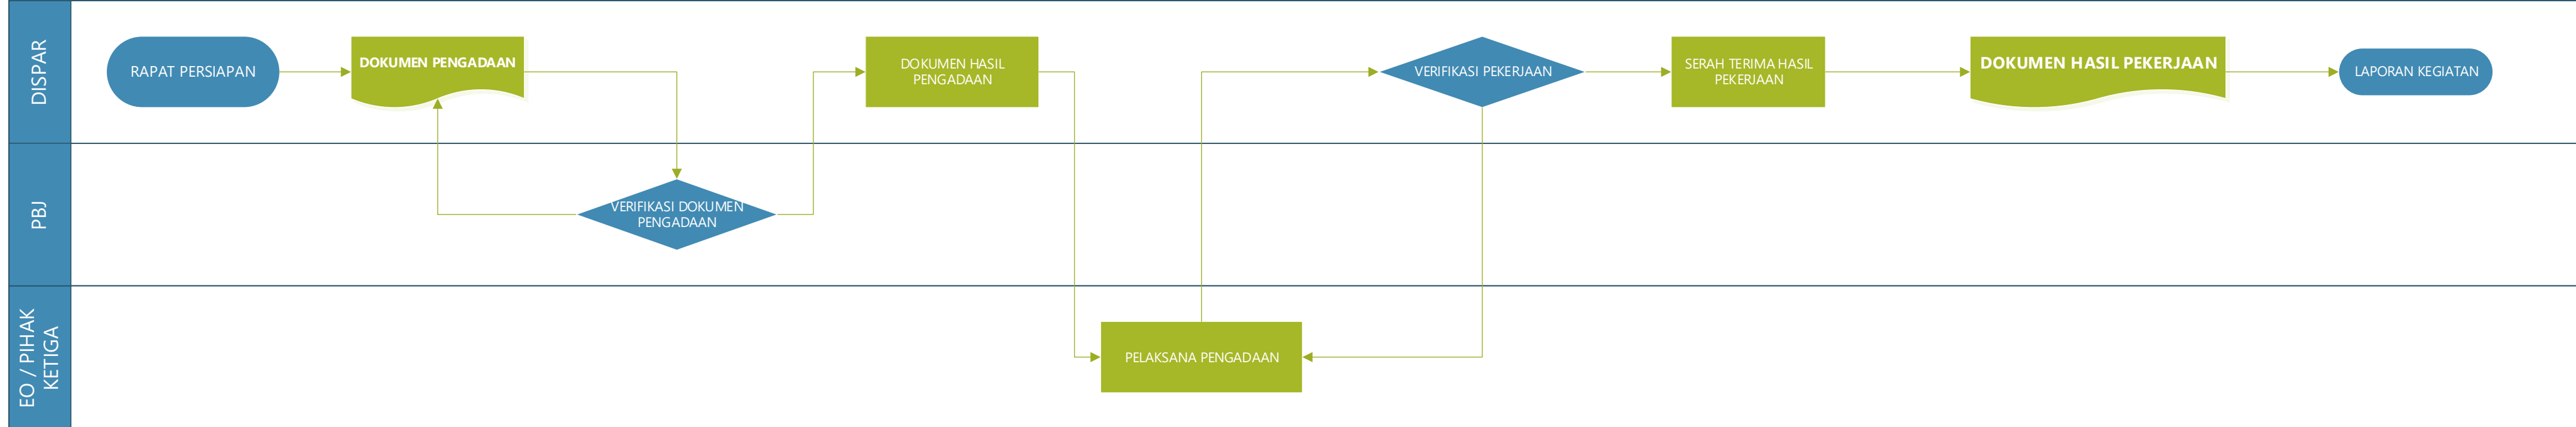 DISPAR
RAPAT PERSIAPAN
DOKUMEN PENGADAAN
DOKUMEN HASIL
PENGADAAN
VERIFIKASI PEKERJAAN
SERAH TERIMA HASIL
PEKERJAAN
DOKUMEN HASIL PEKERJAAN
LAPORAN KEGIATAN
PBJ
VERIFIKASI DOKUMEN
PENGADAAN
EO / PIHAK
KETIGA
PELAKSANA PENGADAAN